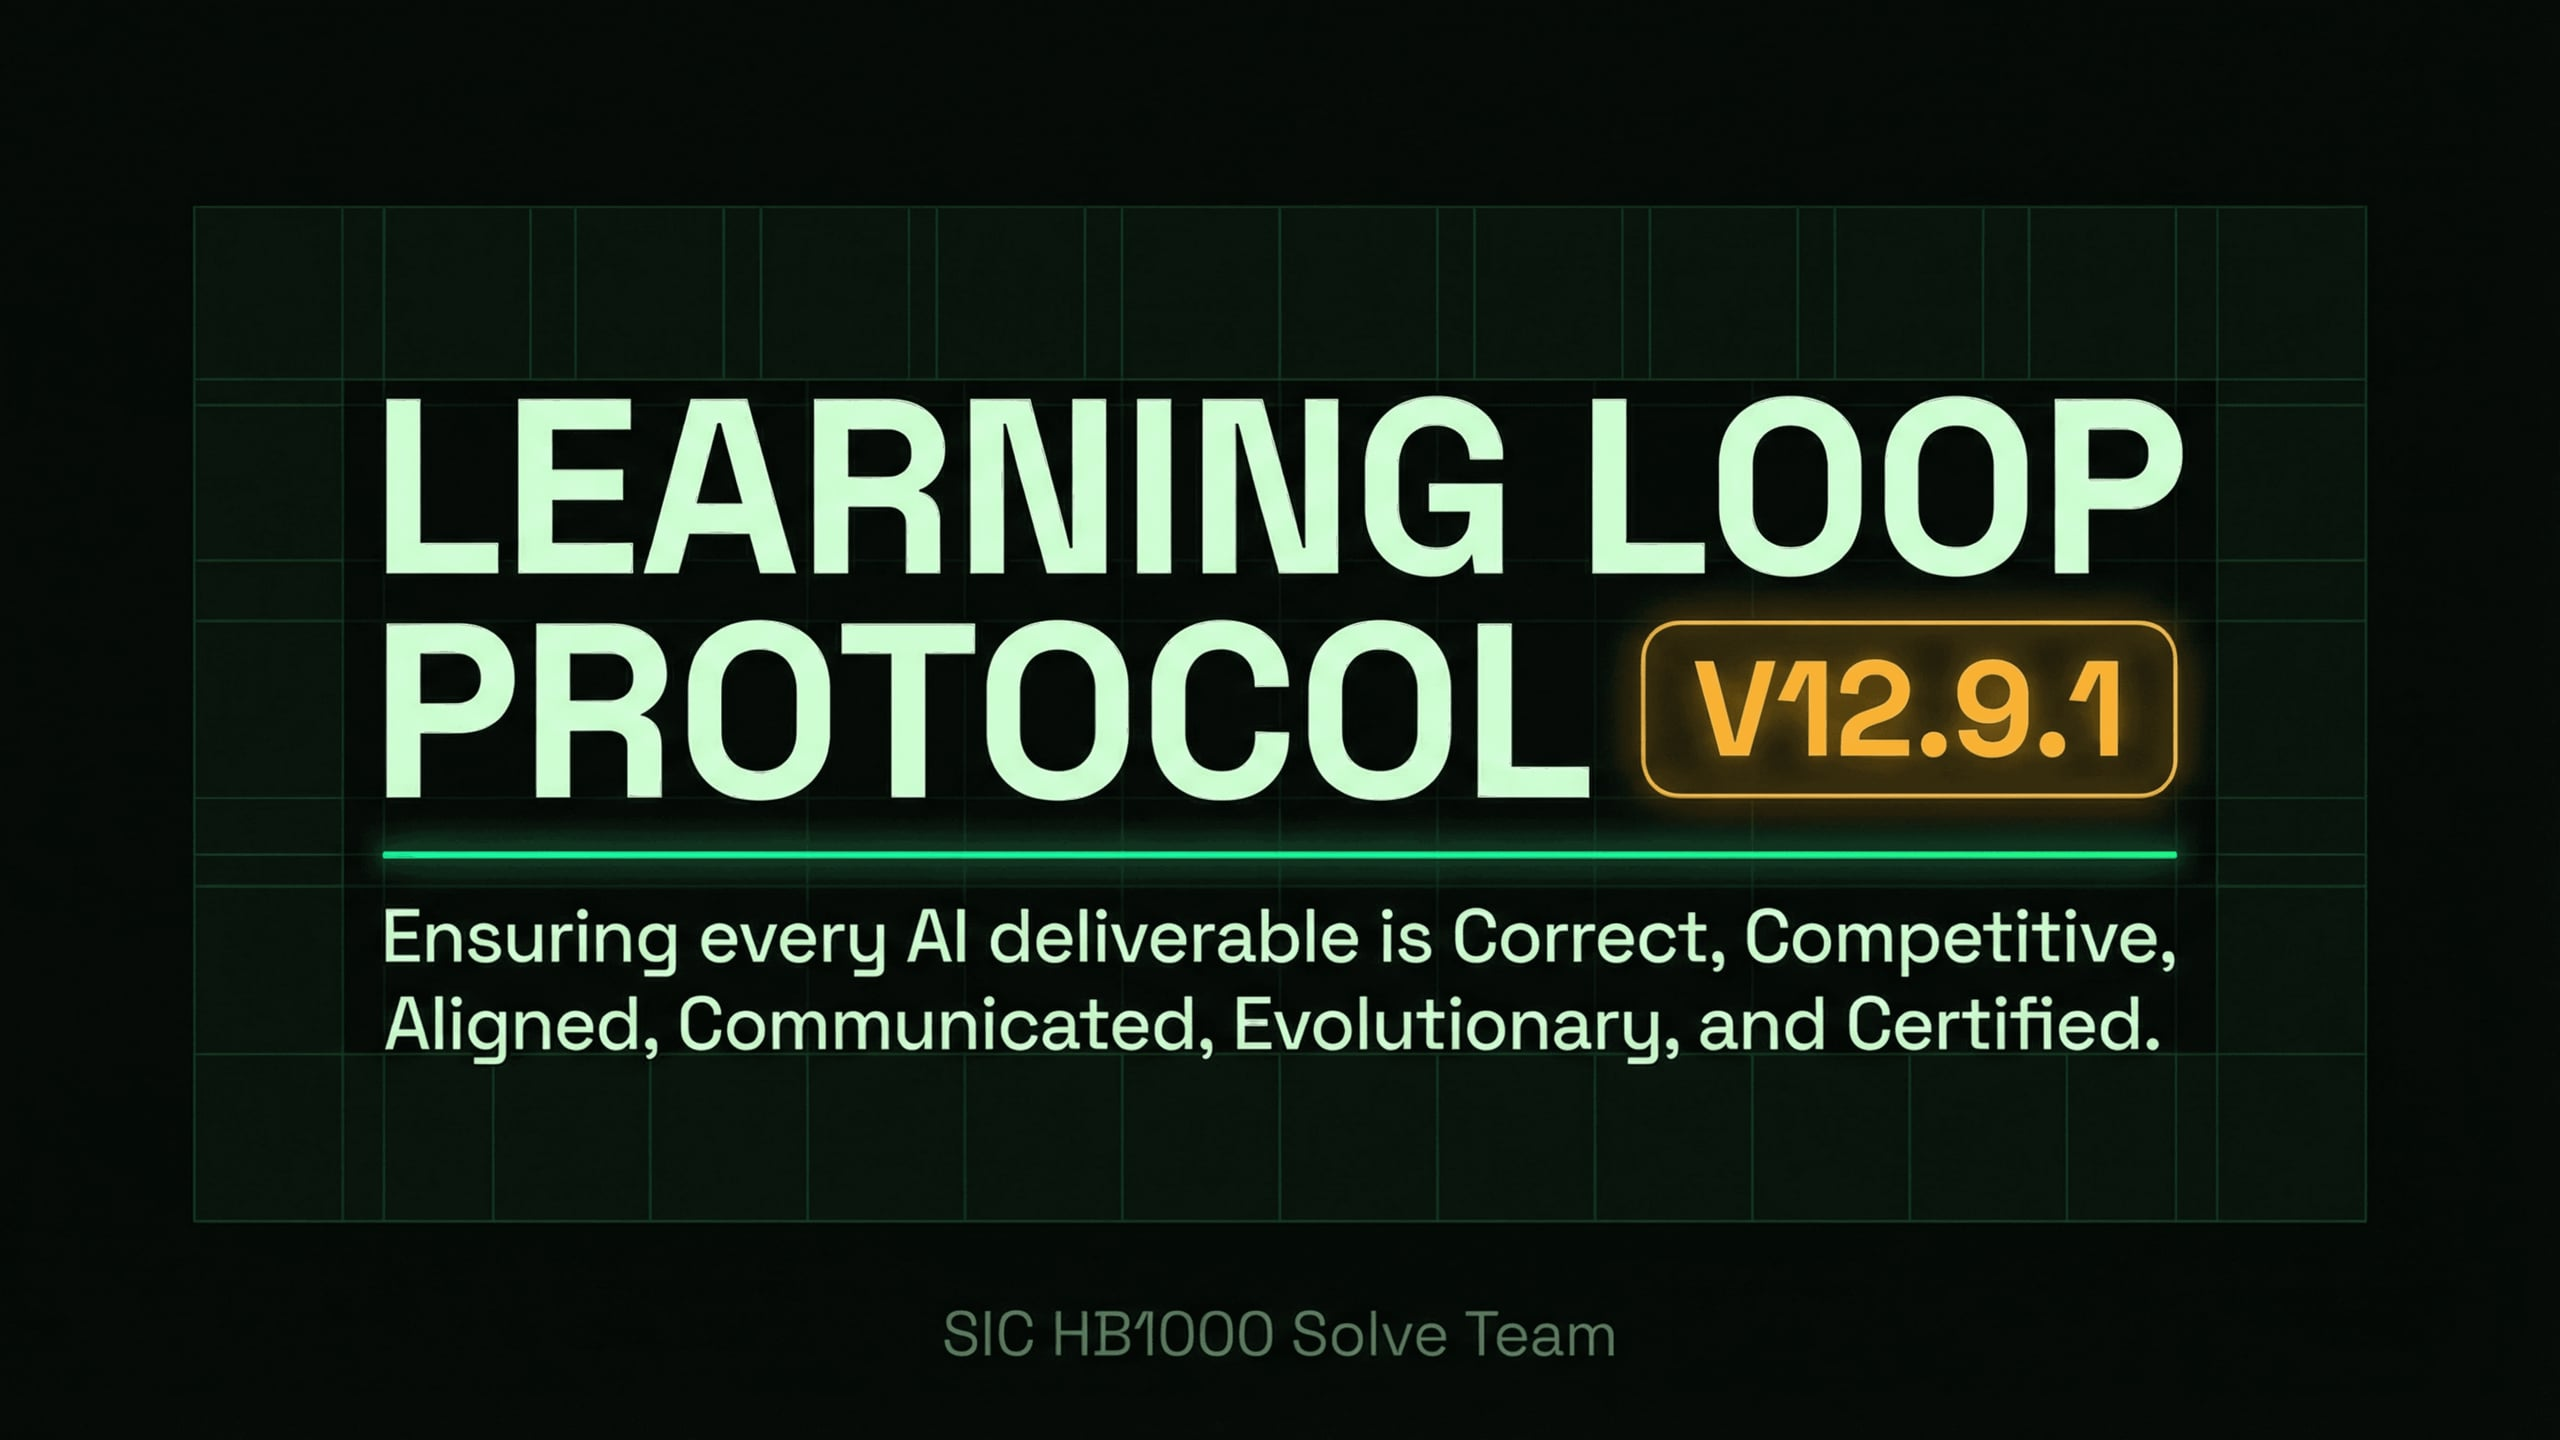 LEARNING LOOP
PROTOCOL V12.9.1
Ensuring every AI deliverable is Correct, Competitive,
Aligned, Communicated, Evolutionary, and Certified.
SIC HB1000 Solve Team